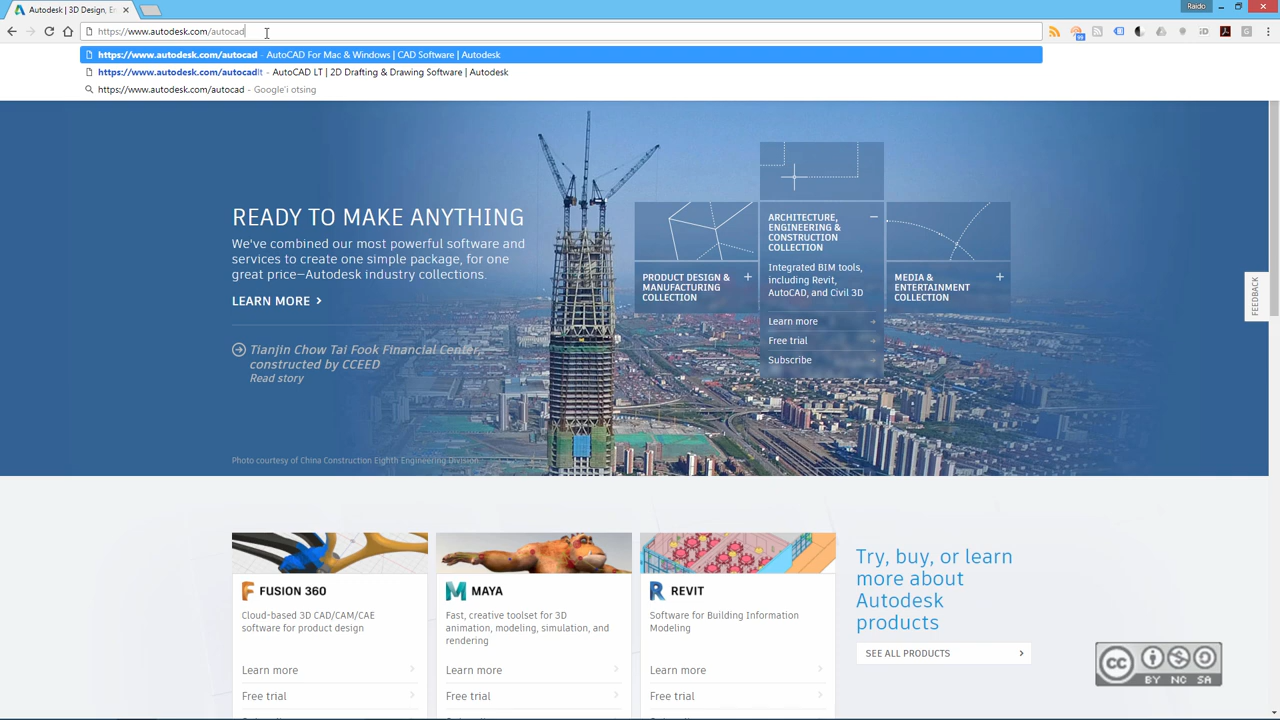 Autodesk | 3D Design, En
Raido
https://www.autodesk.com/autocad
https://www.autodesk.com/autocad - AutoCAD For Mac & Windows | CAD Software | Autodesk
https://www.autodesk.com/autocadlt - AutoCAD LT | 2D Drafting & Drawing Software | Autodesk
https://www.autodesk.com/autocad - Google'i otsing
READY TO MAKE ANYTHING
We've combined our most powerful software and
services to create one simple package, for one
great price—Autodesk industry collections.
LEARN MORE
Tianjin Chow Tai Fook Financial Center,
constructed by CCEED
Read story
Photo courtesy of China Construction Eighth Engineering Division.
PRODUCT DESIGN & +
MANUFACTURING
COLLECTION
ARCHITECTURE, −
ENGINEERING &
CONSTRUCTION
COLLECTION
Integrated BIM tools,
including Revit,
AutoCAD, and Civil 3D
Learn more
Free trial
Subscribe
MEDIA & +
ENTERTAINMENT
COLLECTION
FEEDBACK
FUSION 360
Cloud-based 3D CAD/CAM/CAE
software for product design
Learn more
Free trial
MAYA
Fast, creative toolset for 3D
animation, modeling, simulation, and
rendering
Learn more
Free trial
REVIT
Software for Building Information
Modeling
Learn more
Free trial
Try, buy, or learn
more about
Autodesk
products
SEE ALL PRODUCTS
cc
BY NC SA